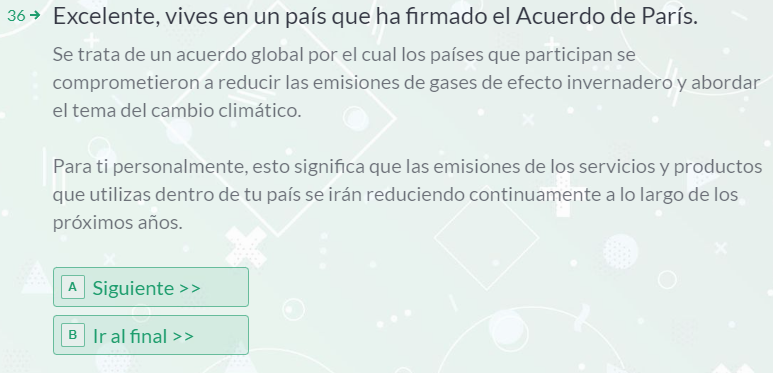 36 → Excelente, vives en un país que ha firmado el Acuerdo de París.
Se trata de un acuerdo global por el cual los países que participan se
comprometieron a reducir las emisiones de gases de efecto invernadero y abordar
el tema del cambio climático.
Para ti personalmente, esto significa que las emisiones de los servicios y productos
que utilizas dentro de tu país se irán reduciendo continuamente a lo largo de los
próximos años.
A Siguiente >>
B Ir al final >>